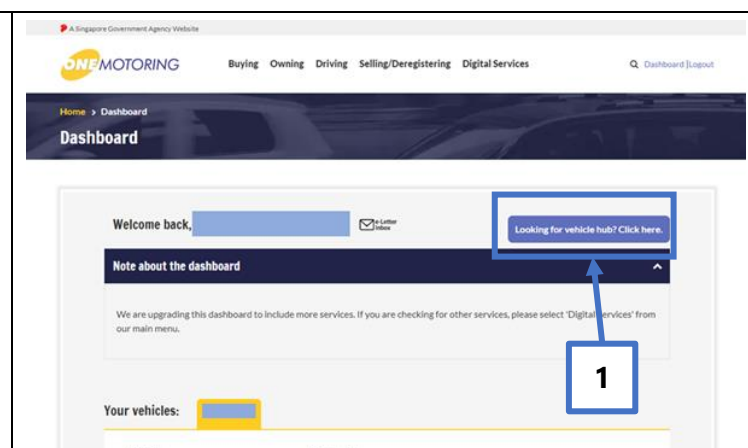 A Singapore Government Agency Website
ONEMOTORING
Buying Owning Driving Selling/Deregistering Digital Services
Dashboard |Logout
Home > Dashboard
Dashboard
Welcome back,
e-Letter
Inbox
Looking for vehicle hub? Click here.
Note about the dashboard
We are upgrading this dashboard to include more services. If you are checking for other services, please select 'Digital Services' from
our main menu.
1
Your vehicles: